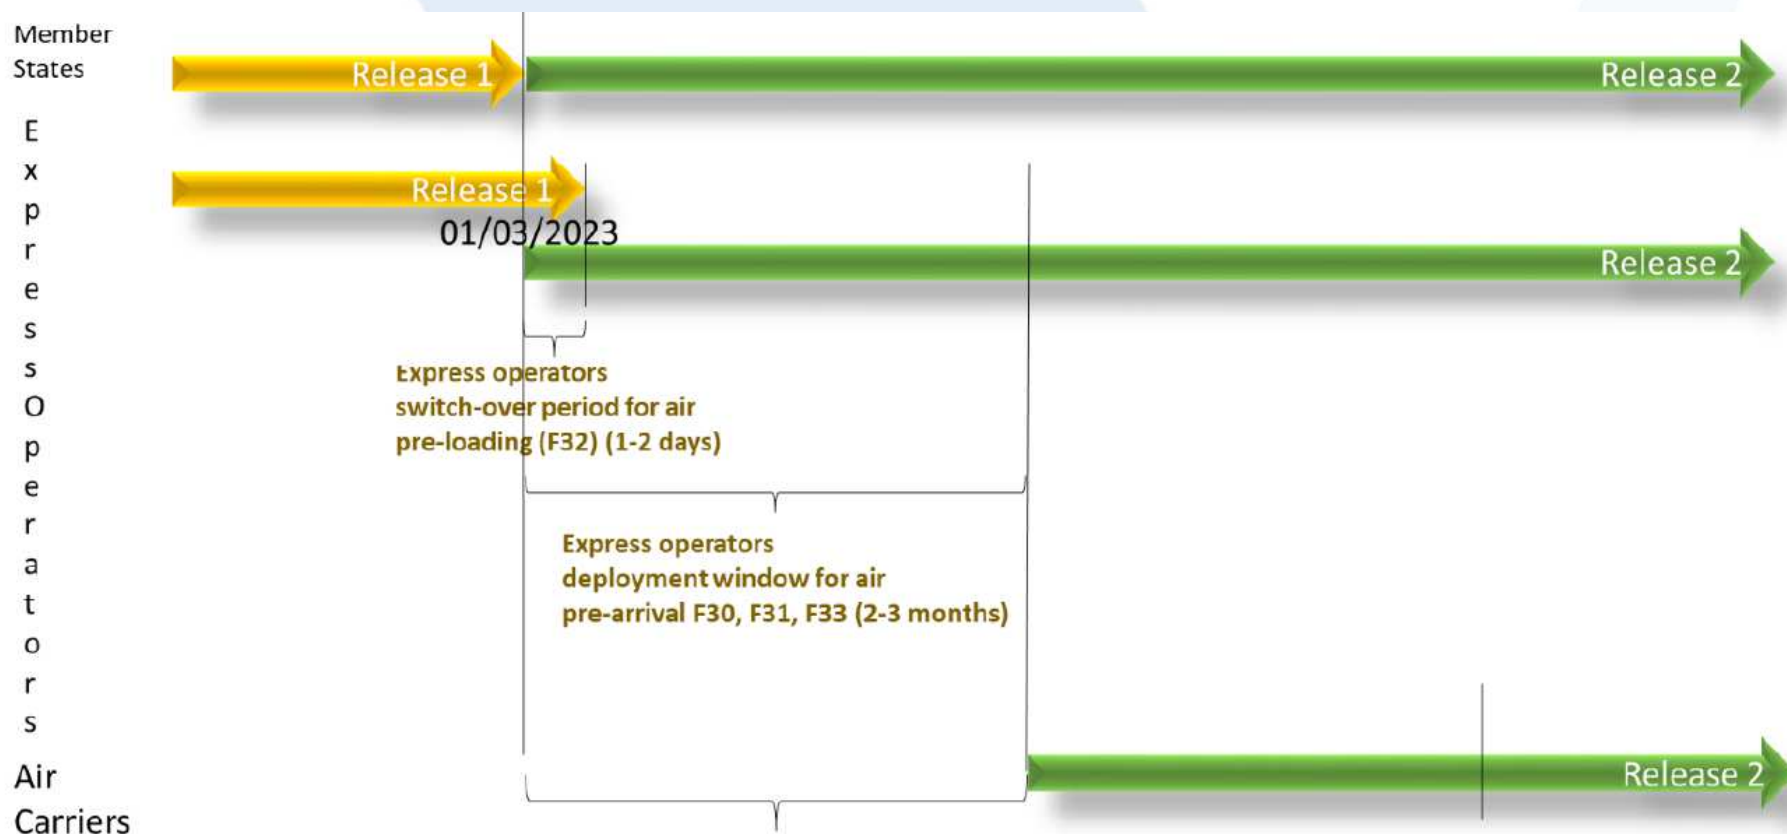 Member
States
Release 1
Release 2
Express Operators
Release 1
01/03/2023
Release 2
Express operators
switch-over period for air
pre-loading (F32) (1-2 days)
Express operators
deployment window for air
pre-arrival F30, F31, F33 (2-3 months)
Air
Carriers
Release 2